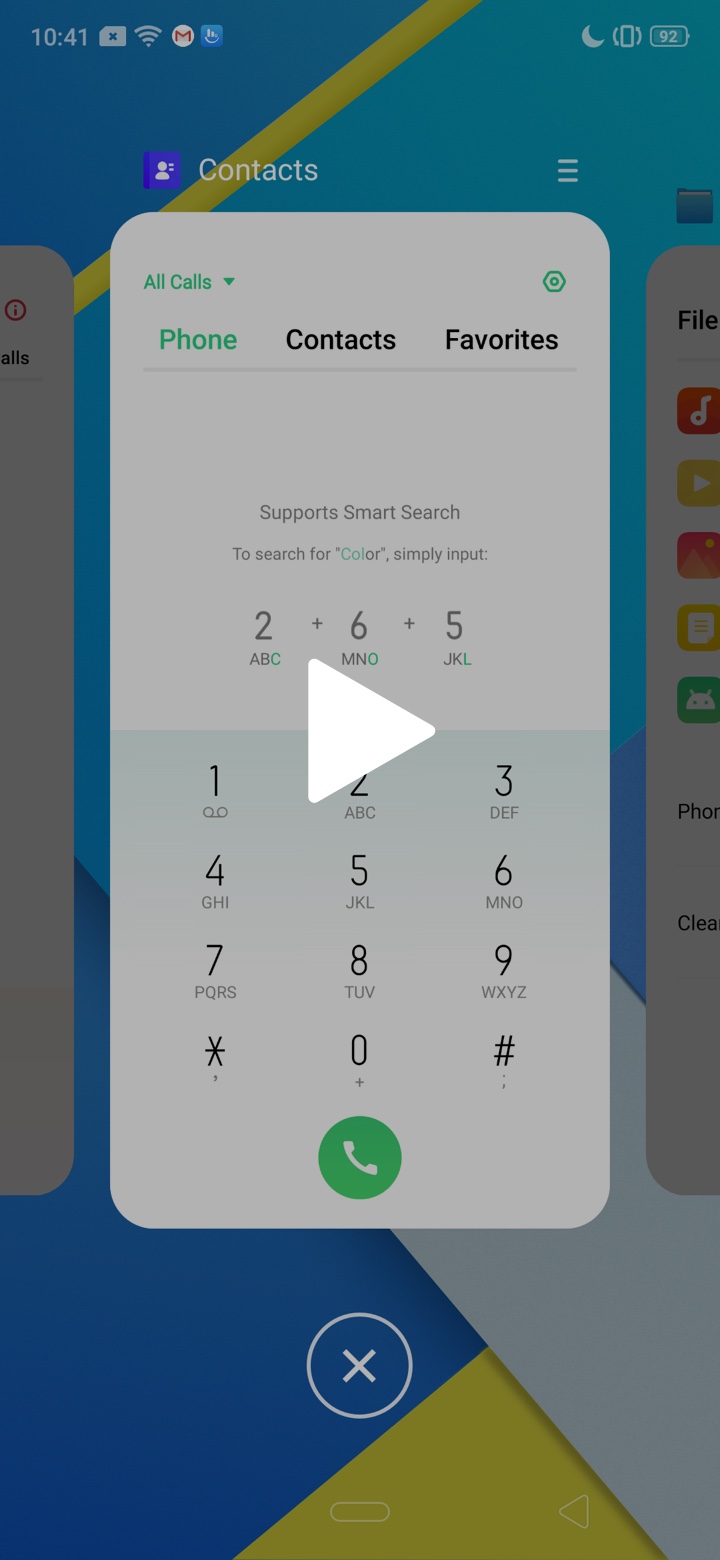 10:41
92
Contacts
All Calls
File
Phone Contacts Favorites
alls
Supports Smart Search
To search for "Color", simply input:
2 + 6 + 5
ABC MNO JKL
1 2 3
ABC DEF
4 5 6
GHI JKL MNO
Phon
7 8 9
PQRS TUV WXYZ
Clea
* 0 #
, + ;